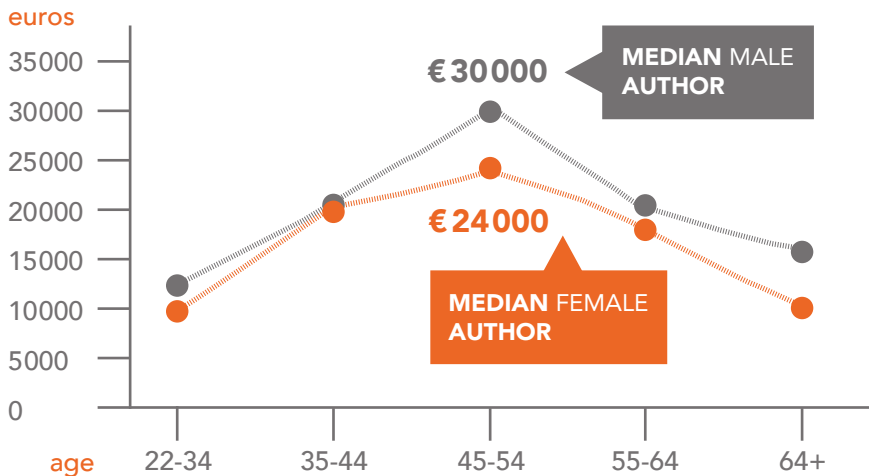 euros
35000
30000
25000
20000
15000
10000
5000
0
€30000
MEDIAN MALE
AUTHOR
€24000
MEDIAN FEMALE
AUTHOR
age 22-34 35-44 45-54 55-64 64+